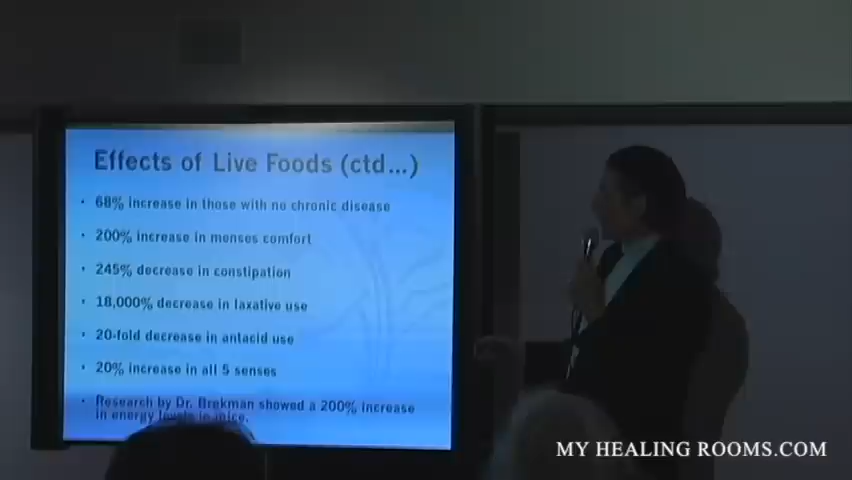 Effects of Live Foods (ctd...)
• 68% increase in those with no chronic disease
• 200% increase in menses comfort
• 245% decrease in constipation
• 18,000% decrease in laxative use
• 20-fold decrease in antacid use
• 20% increase in all 5 senses
• Research by Dr. Brekman showed a 200% increase
in energy levels in mice.
MY HEALING ROOMS.COM